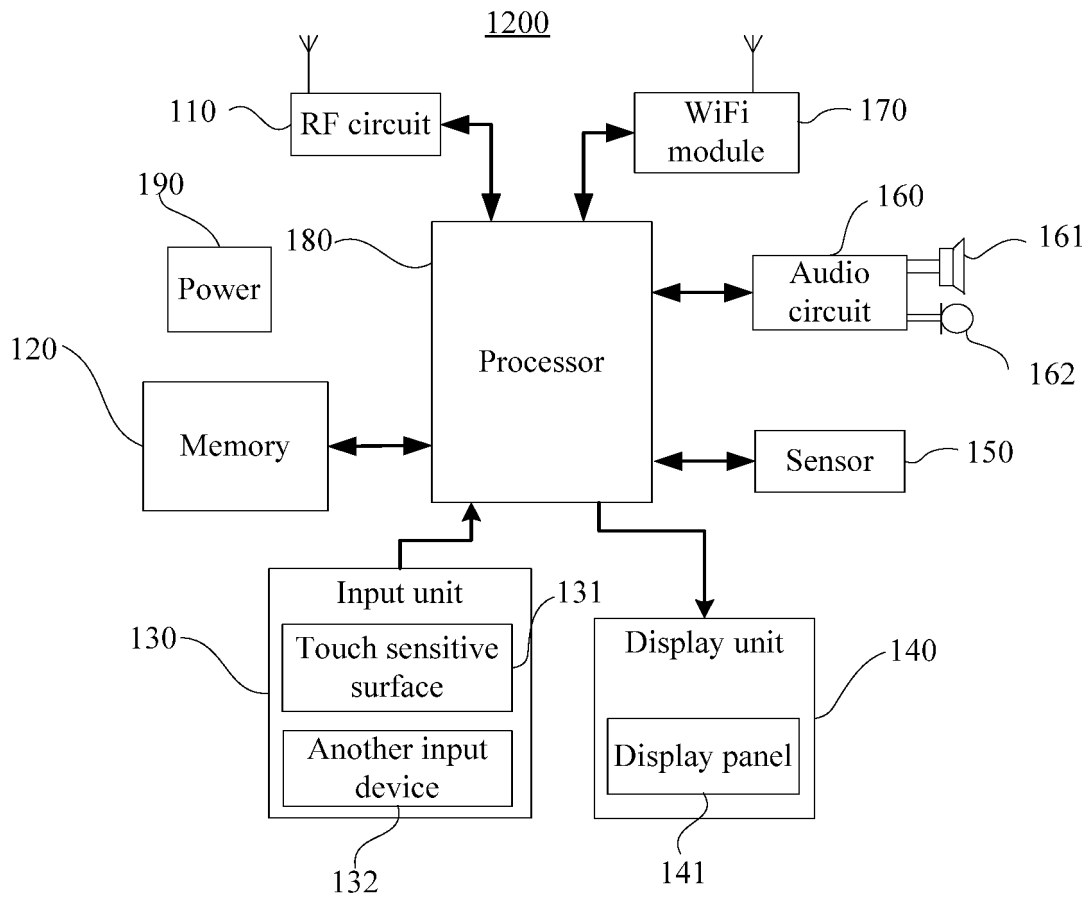 1200
110
RF circuit
WiFi
module
170
190
Power
180
Processor
160
Audio
circuit
161
162
120
Memory
Sensor
150
Input unit
131
130
Touch sensitive
surface
Another input
device
132
Display unit
140
Display panel
141